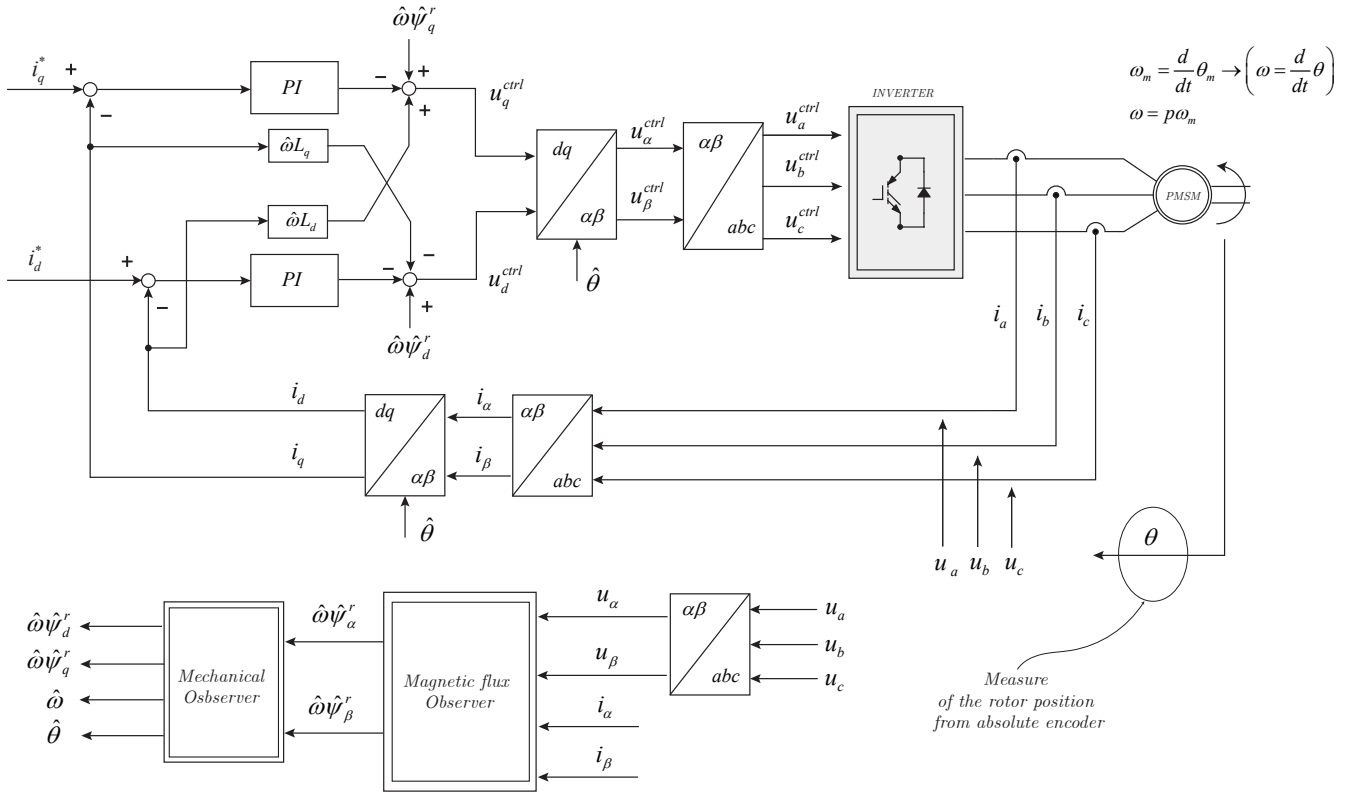 ω̂ψ̂_q^r
i_q^*
+
−
PI
−
+
+
u_q^{ctrl}
ω̂L_q
ω̂L_d
i_d^*
+
−
PI
−
−
+
u_d^{ctrl}
ω̂ψ̂_d^r
dq
αβ
θ̂
u_α^{ctrl}
u_β^{ctrl}
αβ
abc
u_a^{ctrl}
u_b^{ctrl}
u_c^{ctrl}
INVERTER
PMSM
ω_m = d/dt θ_m → (ω = d/dt θ)
ω = pω_m
i_a i_b i_c
i_d
i_q
dq
αβ
θ̂
i_α
i_β
αβ
abc
u_a u_b u_c
θ
Measure
of the rotor position
from absolute encoder
ω̂ψ̂_d^r
ω̂ψ̂_q^r
ω̂
θ̂
Mechanical
Osbserver
ω̂ψ̂_α^r
ω̂ψ̂_β^r
Magnetic flux
Observer
u_α
u_β
i_α
i_β
αβ
abc
u_a
u_b
u_c